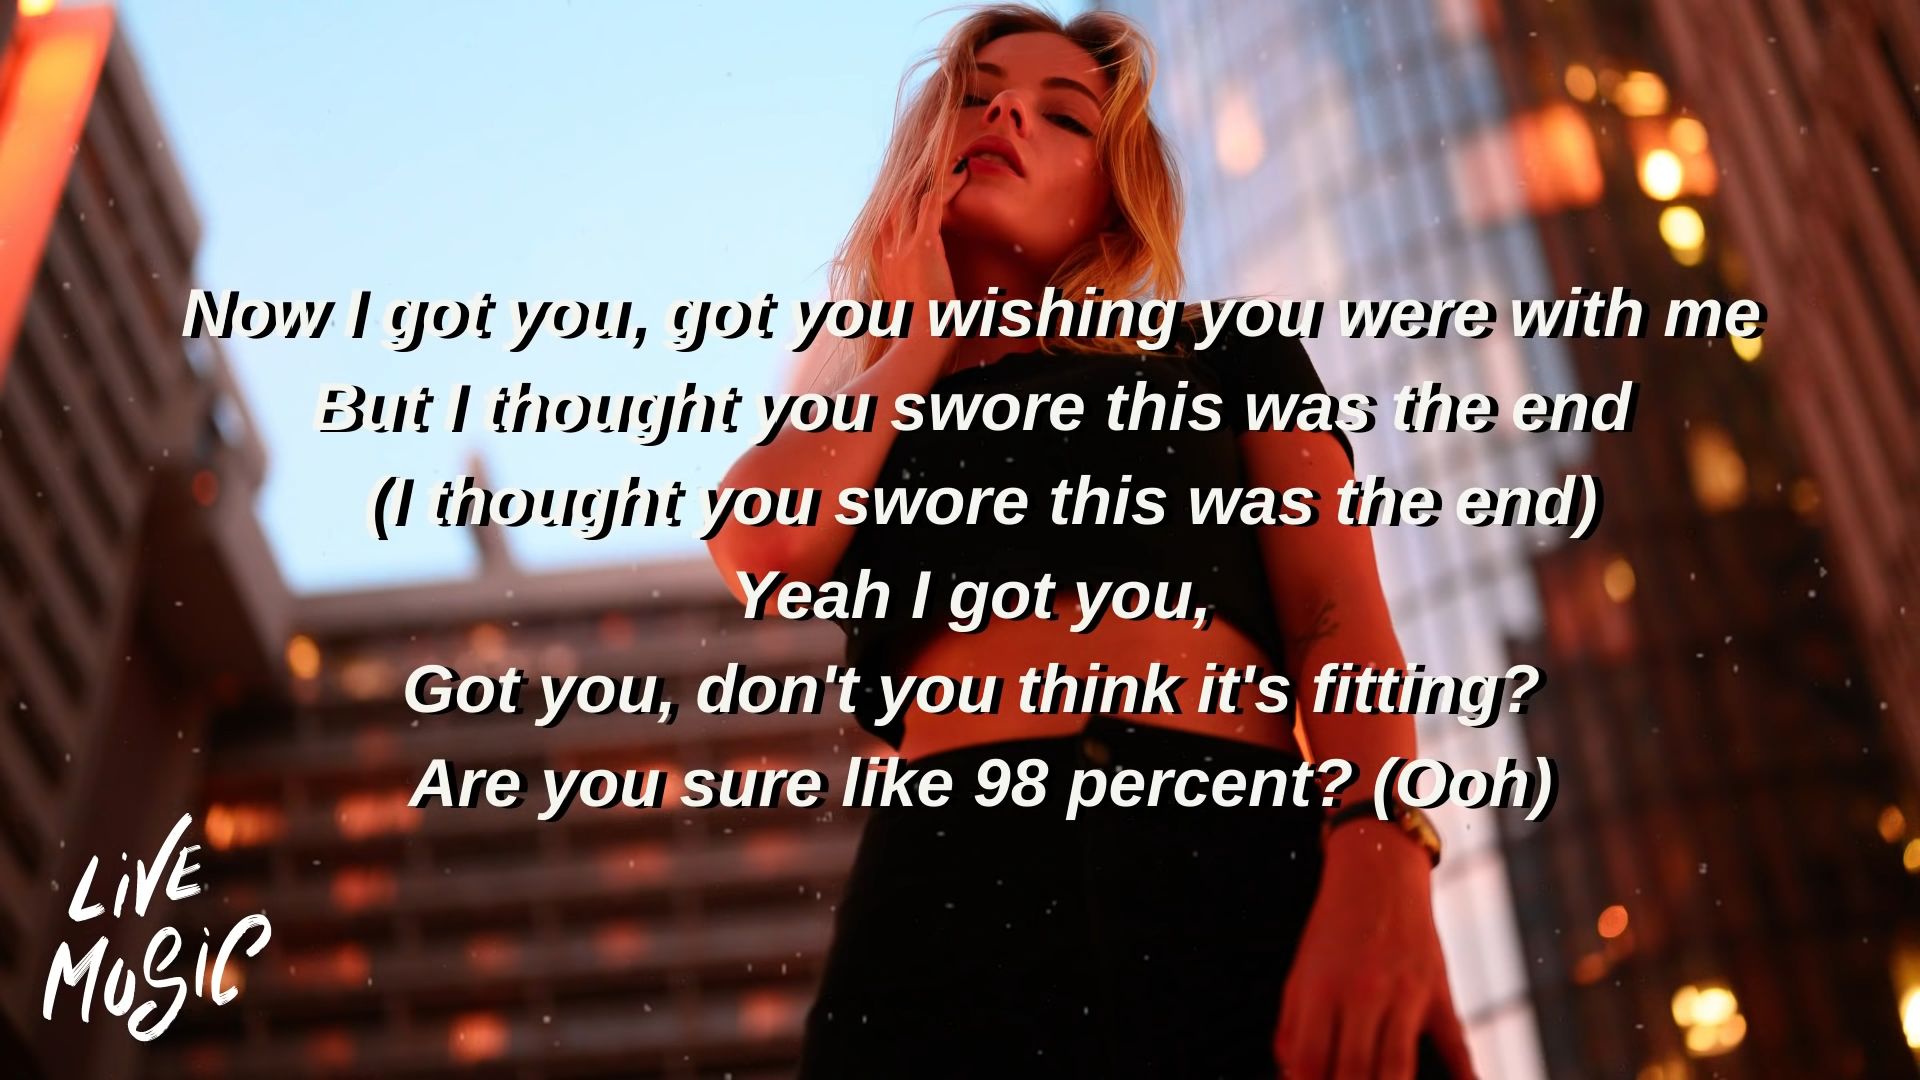 Now I got you, got you wishing you were with me
But I thought you swore this was the end
(I thought you swore this was the end)
Yeah I got you,
Got you, don't you think it's fitting?
Are you sure like 98 percent? (Ooh)
LiVE
MUSiC